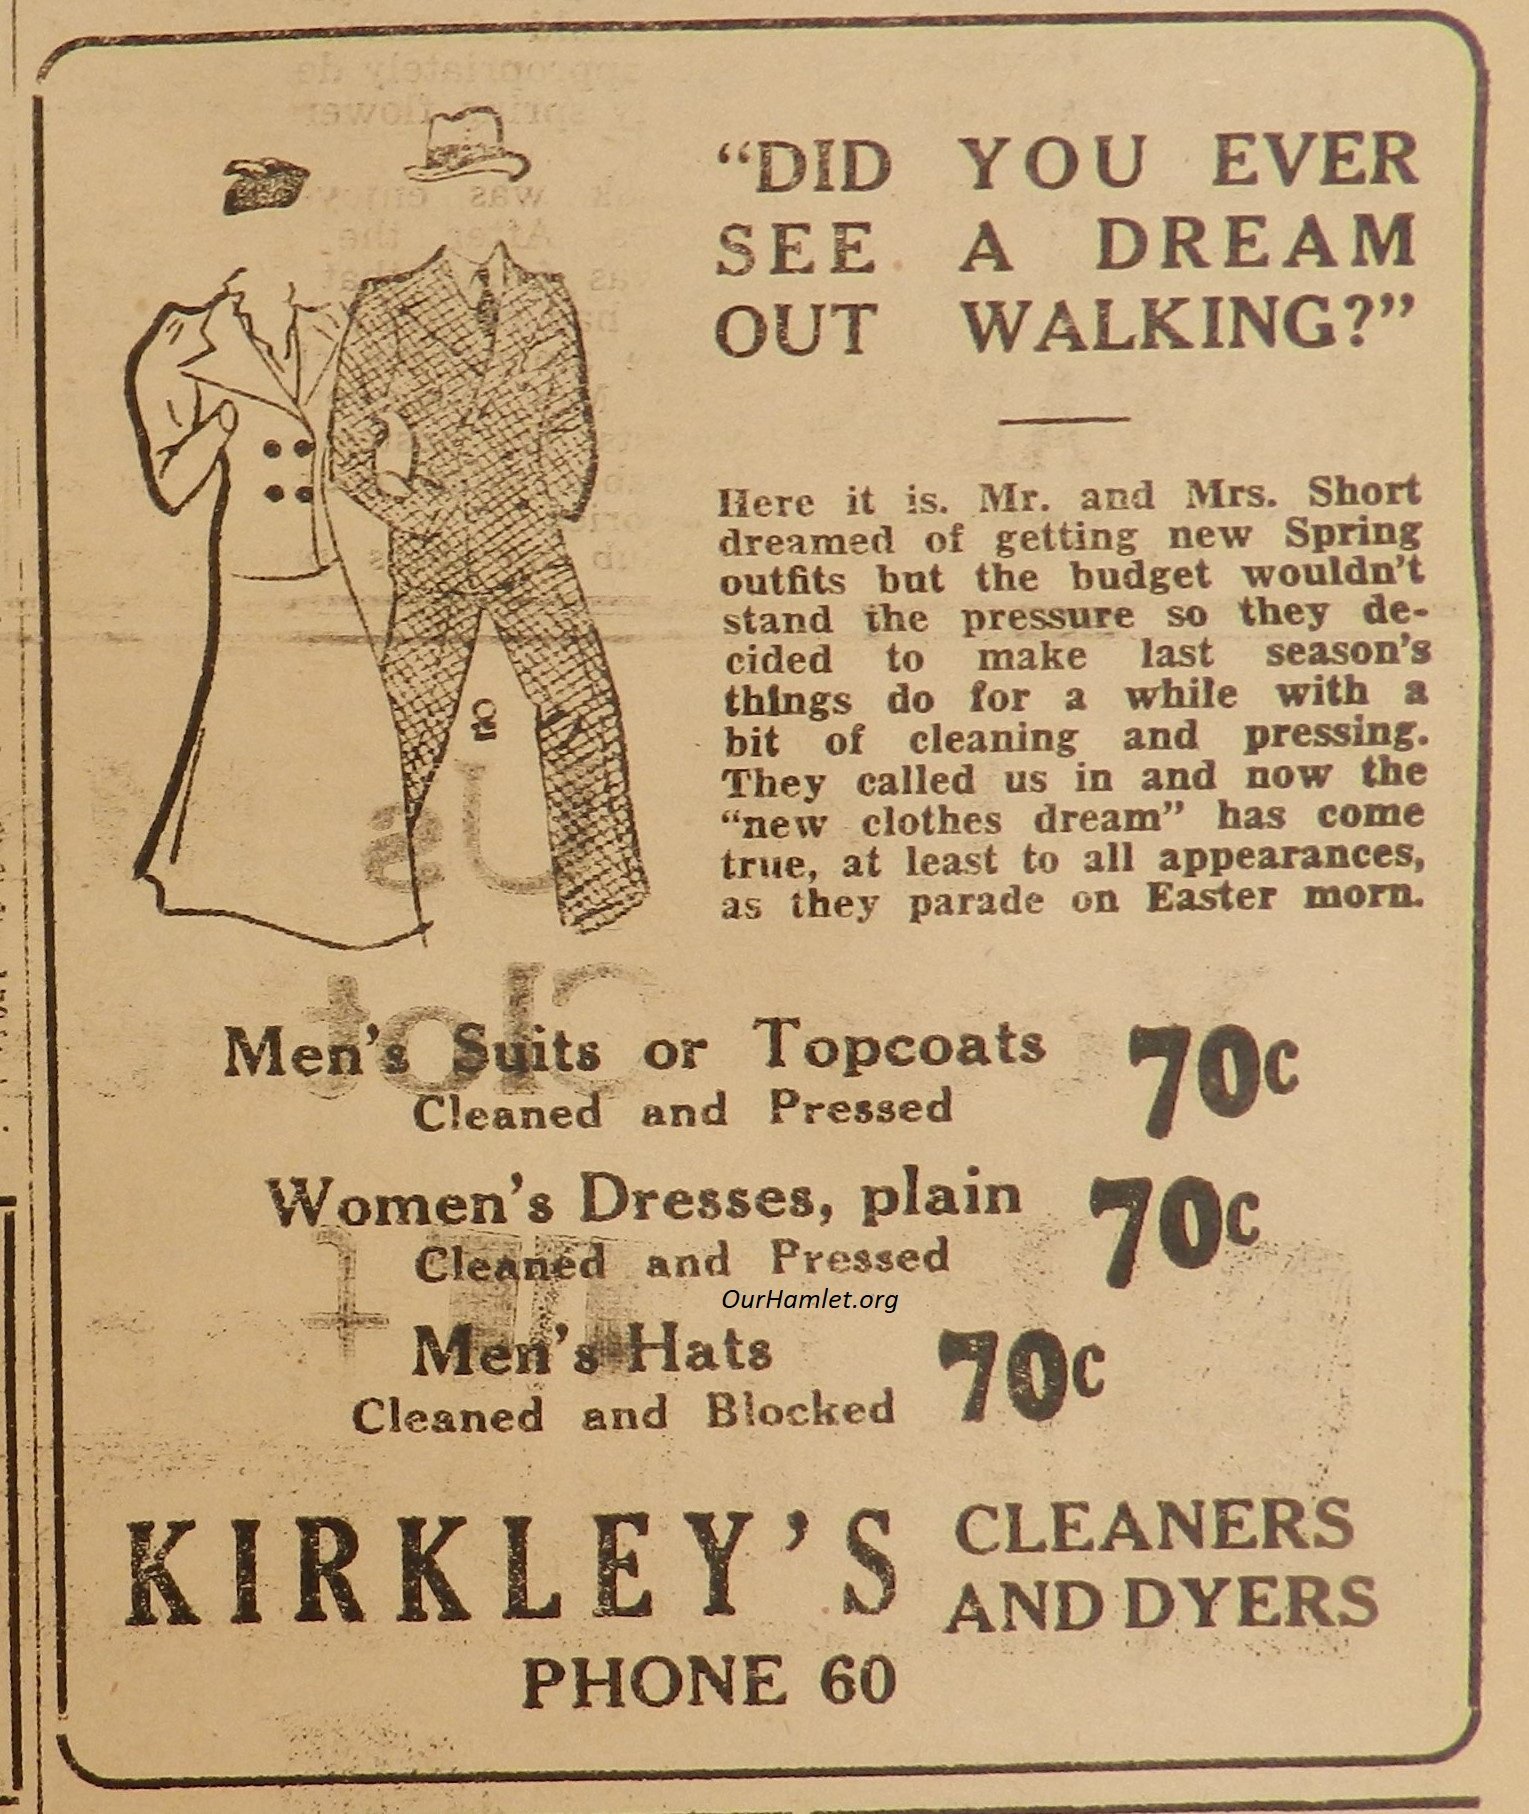 “DID YOU EVER
SEE A DREAM
OUT WALKING?”
Here it is. Mr. and Mrs. Short
dreamed of getting new Spring
outfits but the budget wouldn’t
stand the pressure so they de-
cided to make last season’s
things do for a while with a
bit of cleaning and pressing.
They called us in and now the
“new clothes dream” has come
true, at least to all appearances,
as they parade on Easter morn.
Men’s Suits or Topcoats 70c
Cleaned and Pressed
Women’s Dresses, plain 70c
Cleaned and Pressed
OurHamlet.org
Men’s Hats 70c
Cleaned and Blocked
KIRKLEY’S CLEANERS
AND DYERS
PHONE 60